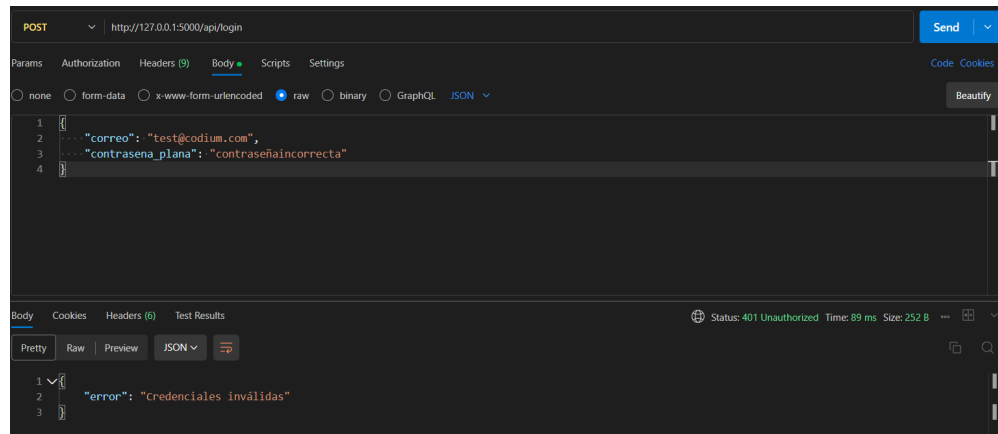 POST http://127.0.0.1:5000/api/login Send
Params Authorization Headers (9) Body Scripts Settings Code Cookies
none form-data x-www-form-urlencoded raw binary GraphQL JSON Beautify
1 {
2 "correo": "test@codium.com",
3 "contrasena_plana": "contraseñaincorrecta"
4 }
Body Cookies Headers (6) Test Results Status: 401 Unauthorized Time: 89 ms Size: 252 B
Pretty Raw Preview JSON
1 {
2 "error": "Credenciales inválidas"
3 }